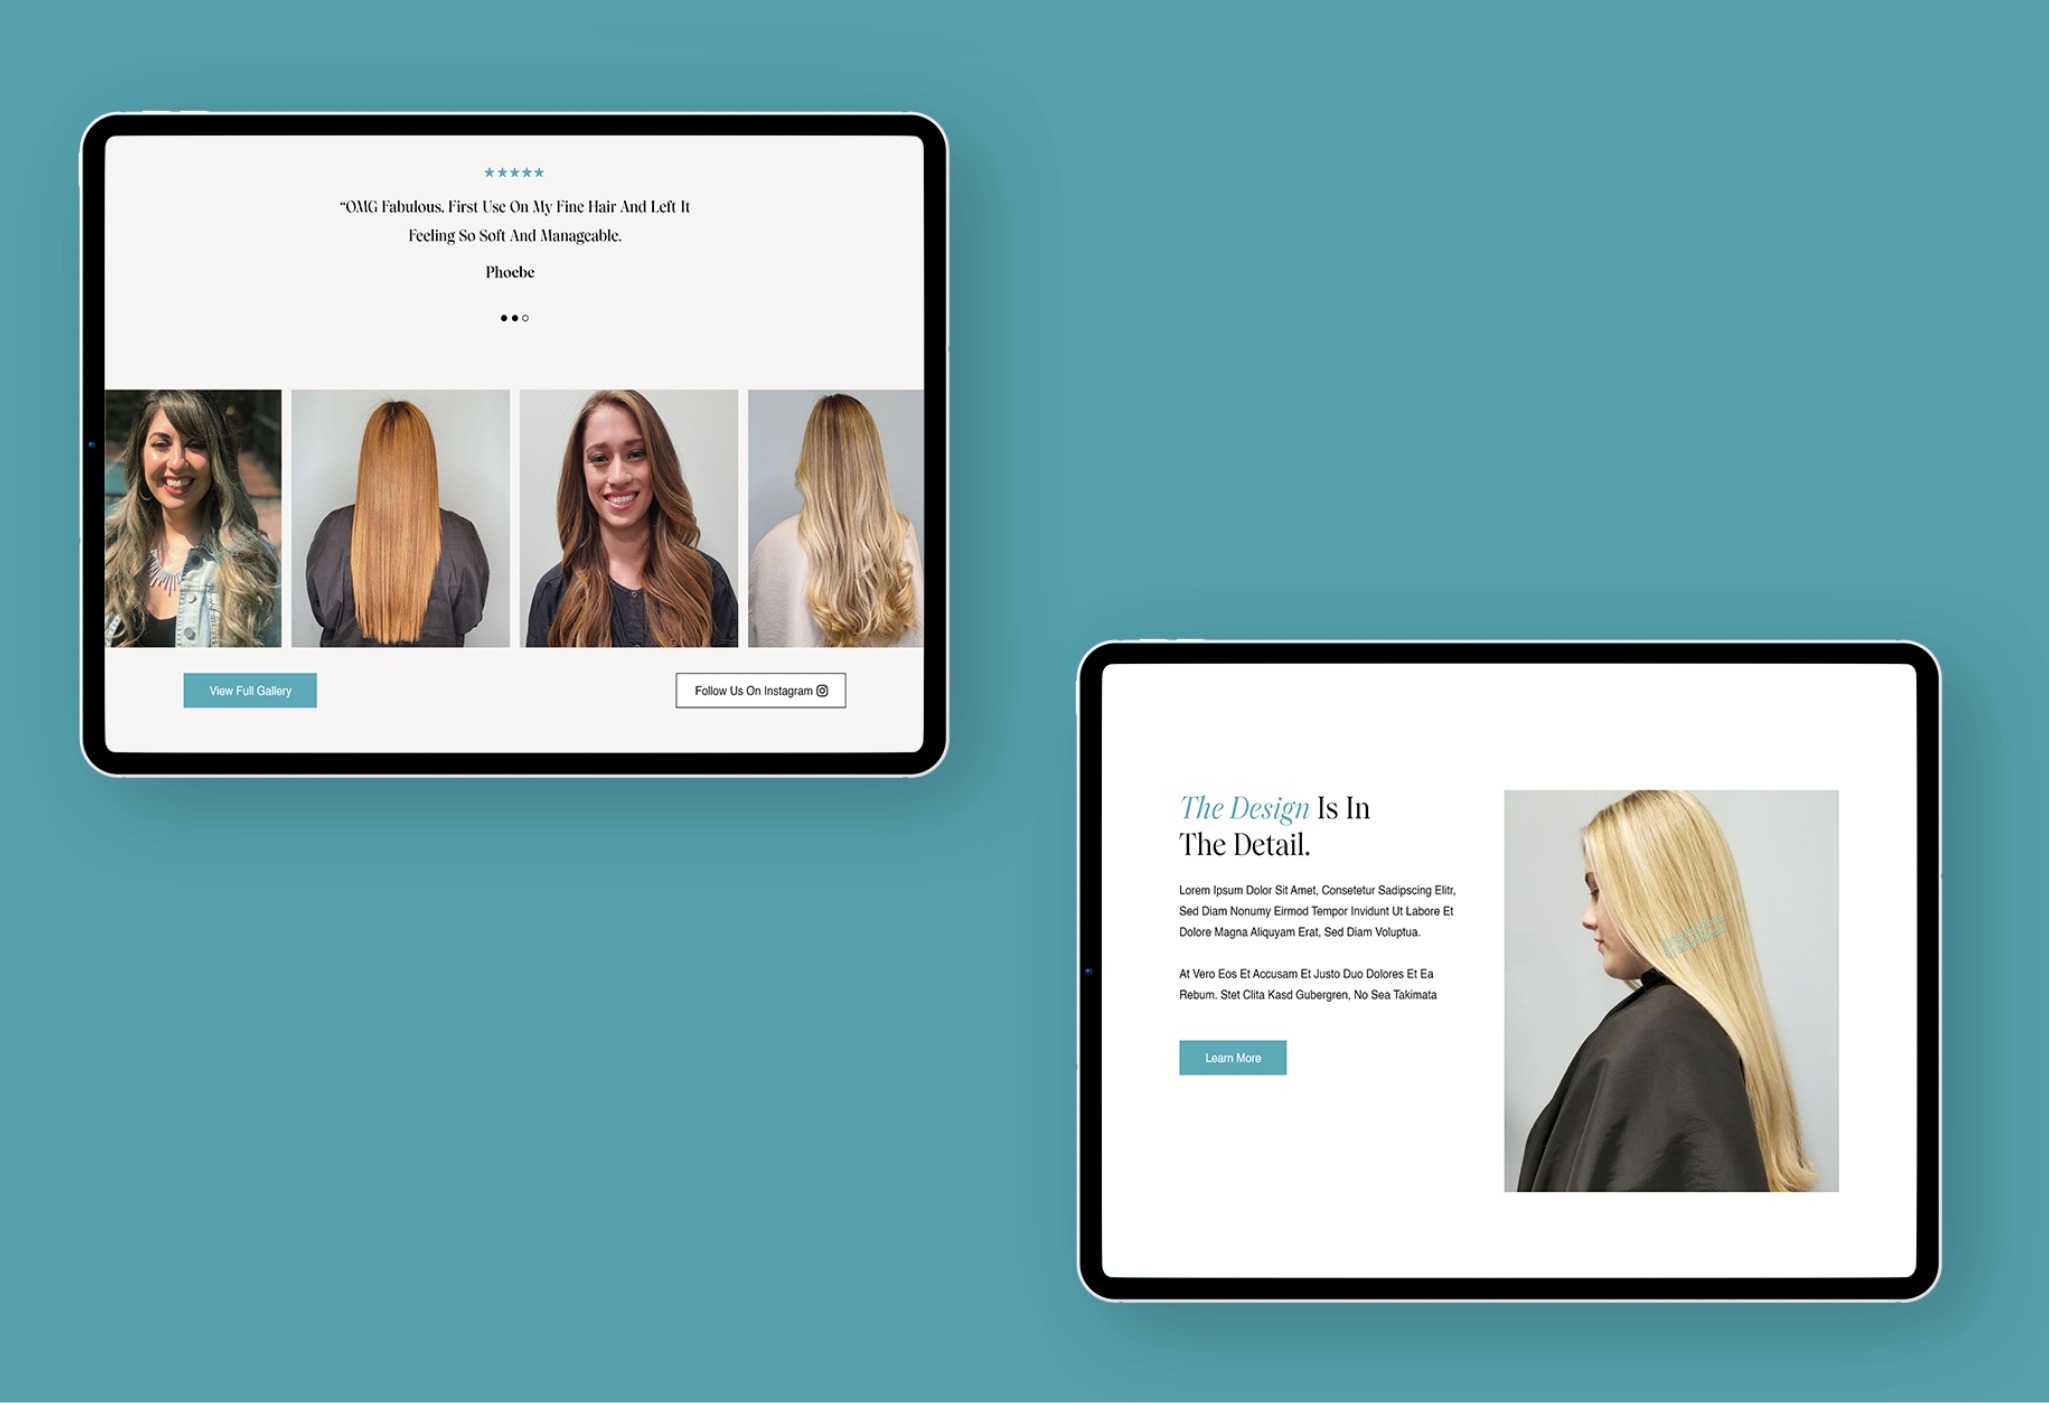 “OMG Fabulous. First Use On My Fine Hair And Left It
Feeling So Soft And Manageable.
Phoebe
View Full Gallery
Follow Us On Instagram
The Design Is In
The Detail.
Lorem Ipsum Dolor Sit Amet, Consetetur Sadipscing Elitr,
Sed Diam Nonumy Eirmod Tempor Invidunt Ut Labore Et
Dolore Magna Aliquyam Erat, Sed Diam Voluptua.
At Vero Eos Et Accusam Et Justo Duo Dolores Et Ea
Rebum. Stet Clita Kasd Gubergren, No Sea Takimata
Learn More